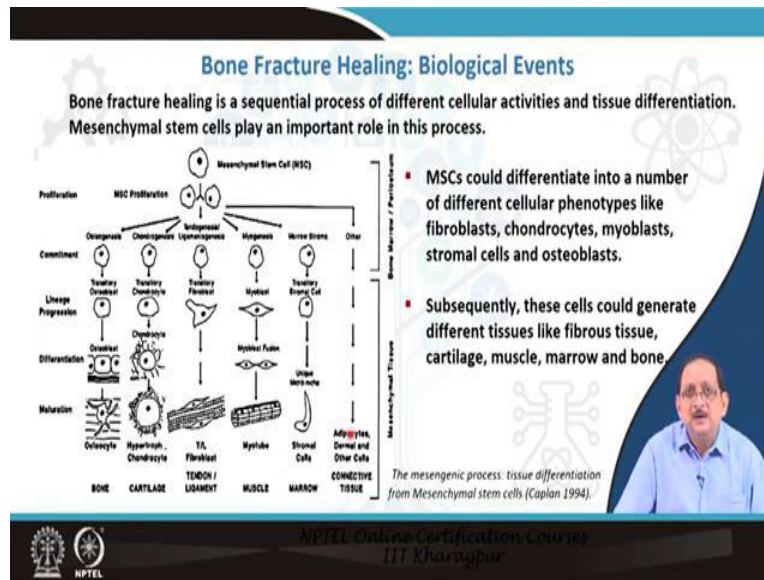 Bone Fracture Healing: Biological Events
Bone fracture healing is a sequential process of different cellular activities and tissue differentiation.
Mesenchymal stem cells play an important role in this process.
Mesenchymal Stem Cell (MSC)
Proliferation
MSC Proliferation
Osteogenesis Chondrogenesis Tendogenesis/ Ligamentogenesis Myogenesis Marrow Stroma Other
Commitment
Transitory Osteoblast Transitory Chondrocyte Transitory Fibroblast Myoblast Transitory Stromal Cell
Lineage Progression
Chondrocyte
Osteoblast Myoblast Fusion
Differentiation
Unique Micro-niche
Maturation
Osteocyte Hypertroph. Chondrocyte T/L Fibroblast Myotube Stromal Cells Adipocytes, Dermal and Other Cells
BONE CARTILAGE TENDON / LIGAMENT MUSCLE MARROW CONNECTIVE TISSUE
Bone Marrow / Periosteum
Mesenchymal Tissue
▪ MSCs could differentiate into a number
of different cellular phenotypes like
fibroblasts, chondrocytes, myoblasts,
stromal cells and osteoblasts.
▪ Subsequently, these cells could generate
different tissues like fibrous tissue,
cartilage, muscle, marrow and bone.
The mesengenic process: tissue differentiation
from Mesenchymal stem cells (Caplan 1994).
NPTEL
NPTEL Online Certification Courses
IIT Kharagpur